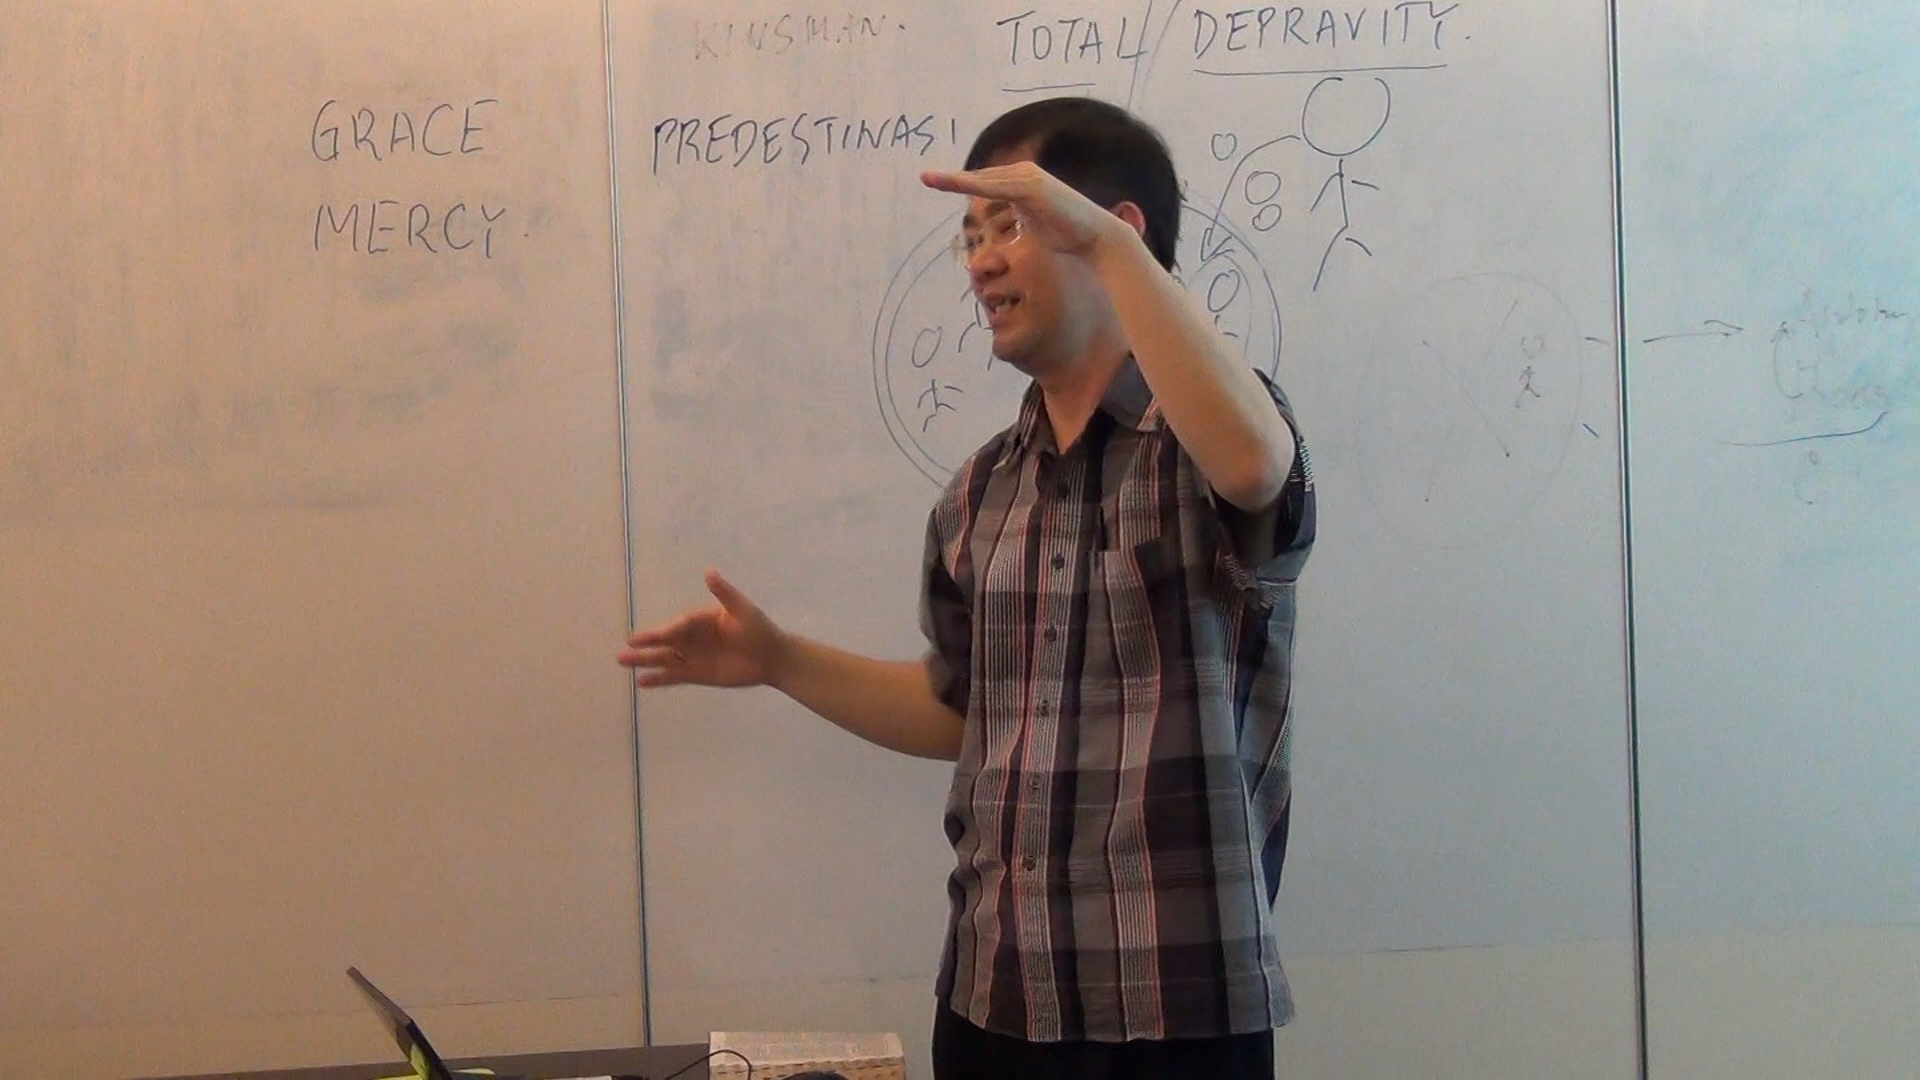 KINSMAN.
TOTAL / DEPRAVITY.
GRACE
PREDESTINASI
MERCY.